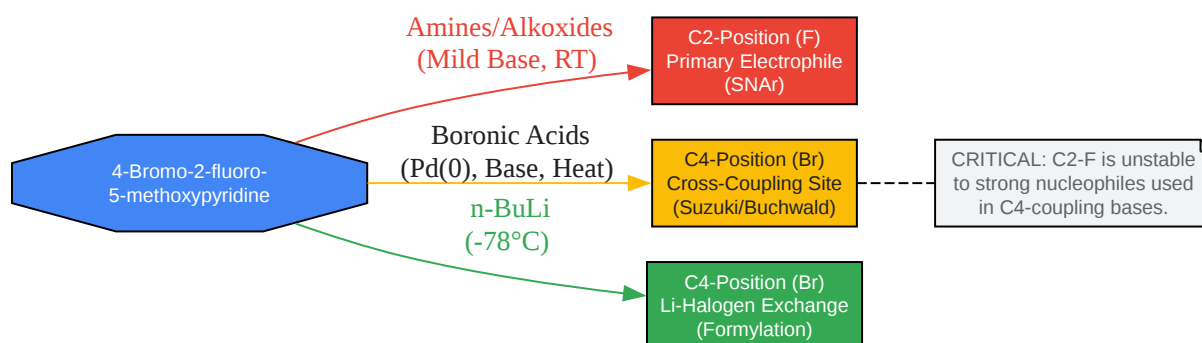 4-Bromo-2-fluoro-
5-methoxypyridine
Amines/Alkoxides
(Mild Base, RT)
C2-Position (F)
Primary Electrophile
(SNAr)
Boronic Acids
(Pd(0), Base, Heat)
C4-Position (Br)
Cross-Coupling Site
(Suzuki/Buchwald)
CRITICAL: C2-F is unstable
to strong nucleophiles used
in C4-coupling bases.
n-BuLi
(-78°C)
C4-Position (Br)
Li-Halogen Exchange
(Formylation)